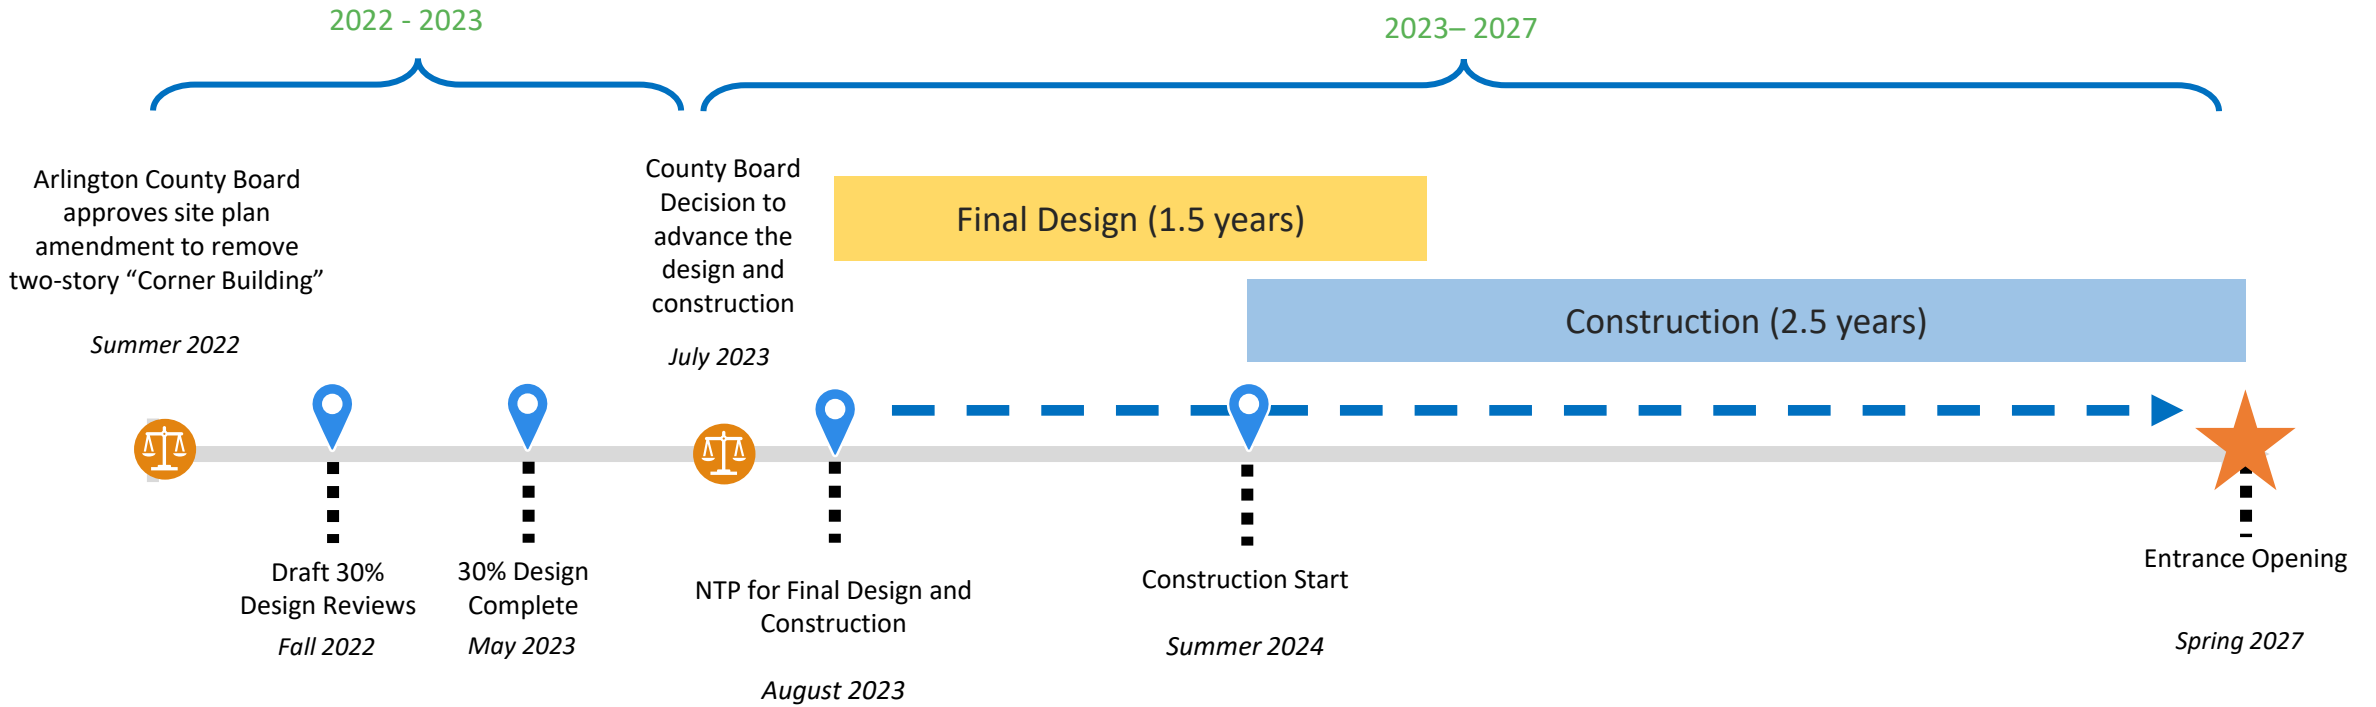 2022 - 2023
2023– 2027
Arlington County Board
approves site plan
amendment to remove
two-story “Corner Building”
Summer 2022
County Board
Decision to
advance the
design and
construction
July 2023
Final Design (1.5 years)
Construction (2.5 years)
Draft 30%
Design Reviews
Fall 2022
30% Design
Complete
May 2023
NTP for Final Design and
Construction
August 2023
Construction Start
Summer 2024
Entrance Opening
Spring 2027